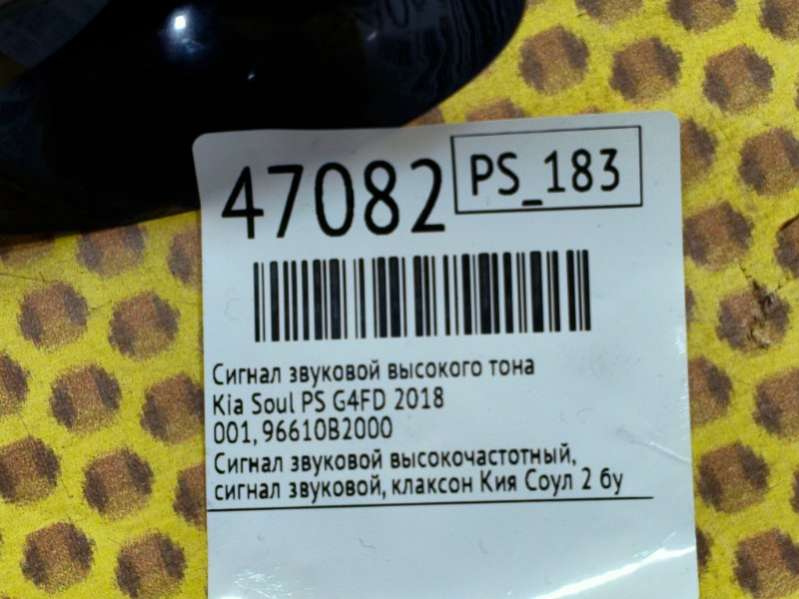 47082 PS_183
Сигнал звуковой высокого тона
Kia Soul PS G4FD 2018
001, 96610B2000
Сигнал звуковой высокочастотный,
сигнал звуковой, клаксон Кия Соул 2 бу